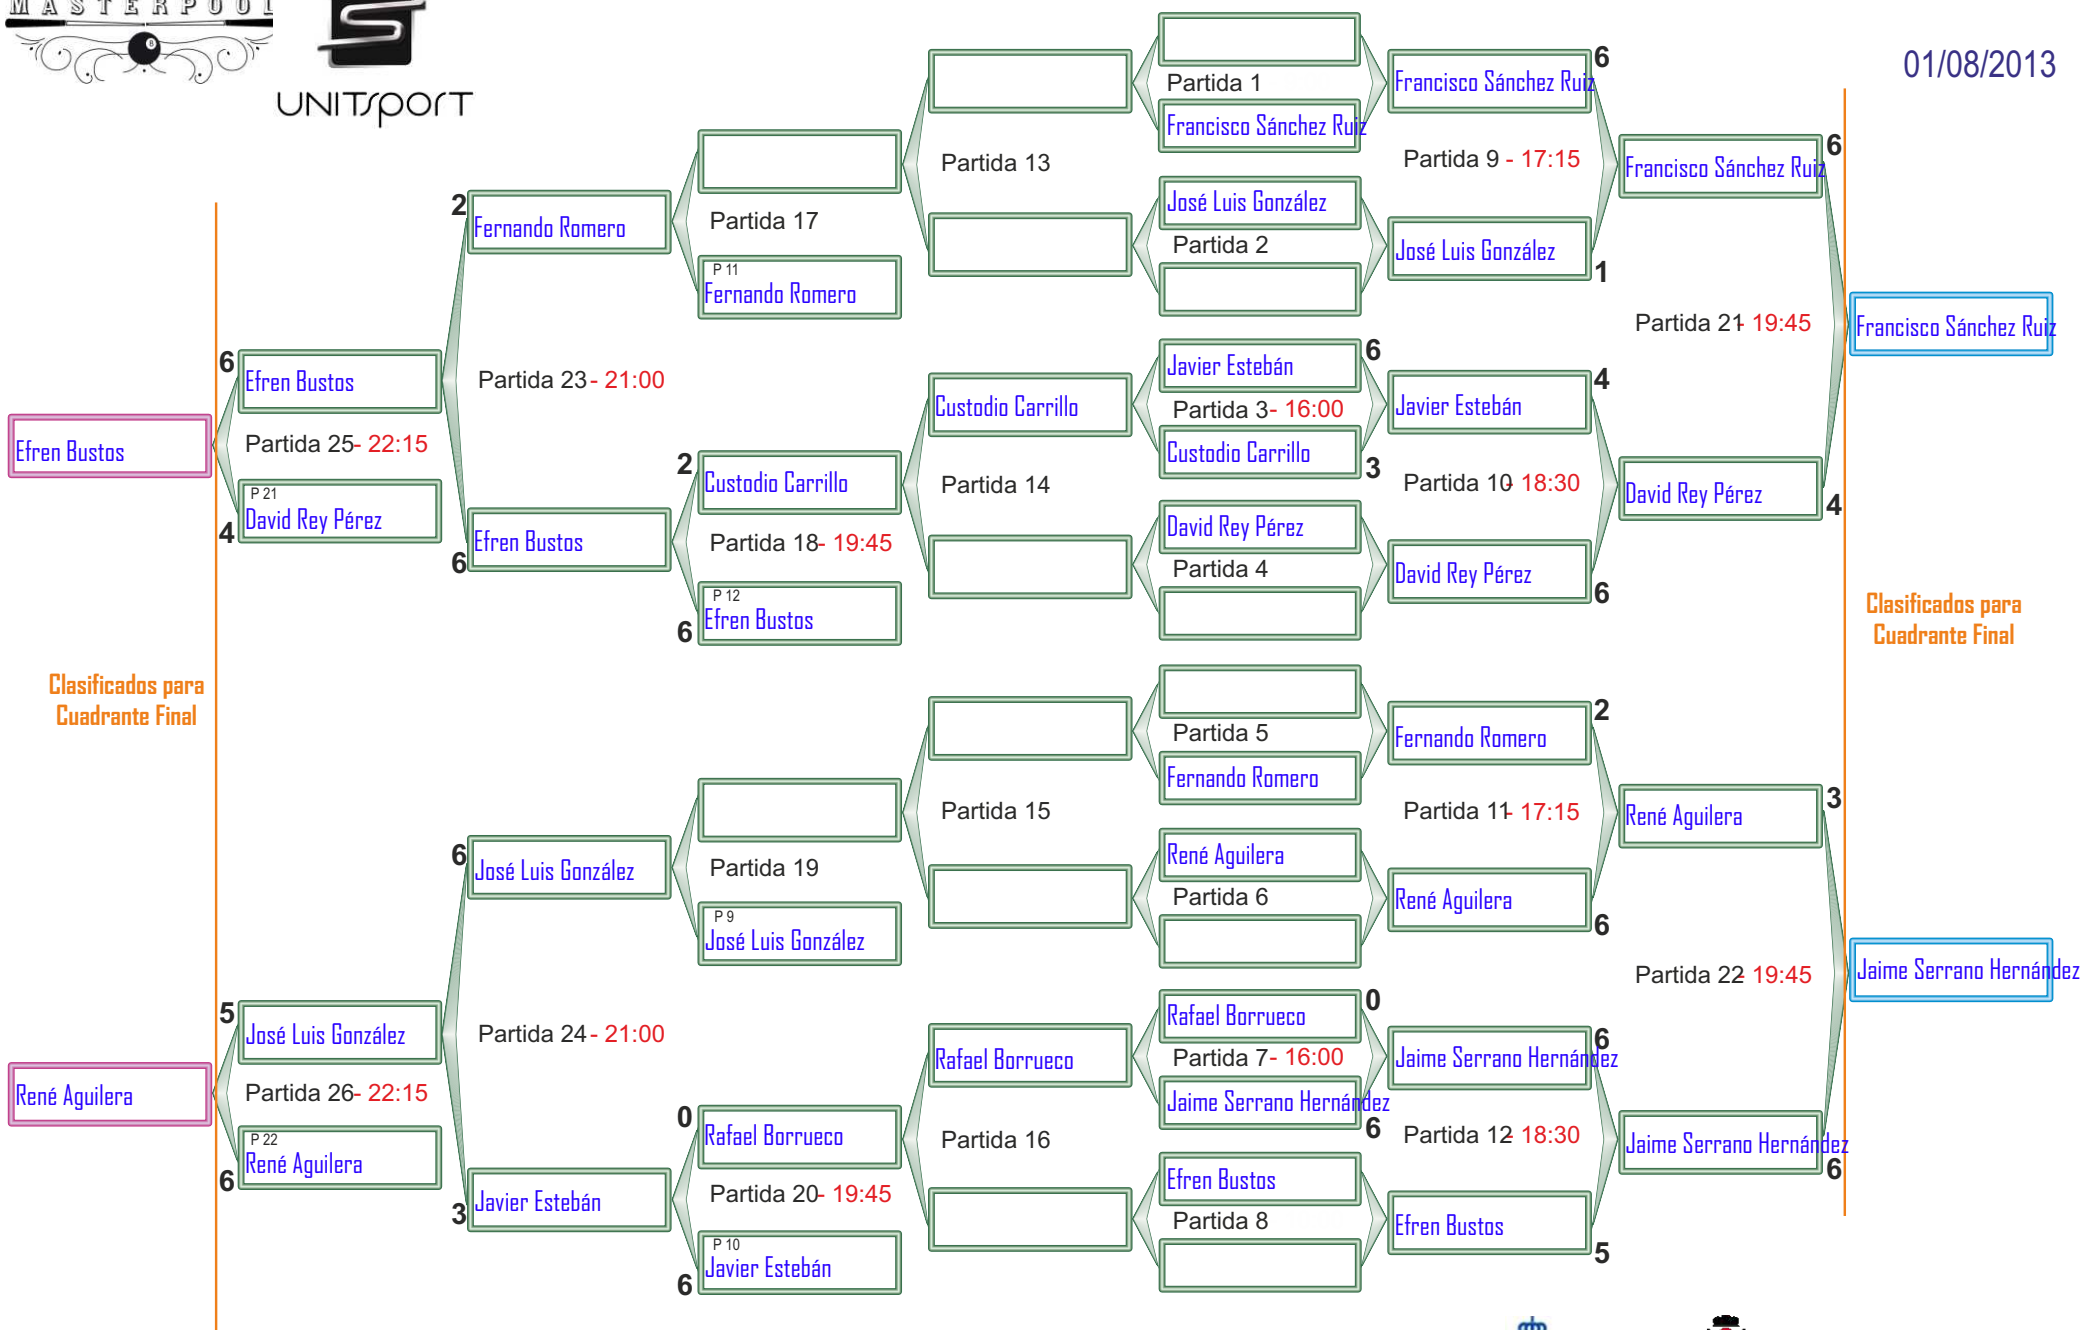 MASTERPOOL
8
UNITSPORT
01/08/2013
Clasificados para
Cuadrante Final
Efren Bustos
René Aguilera
6
Efren Bustos
Partida 25- 22:15
P 21
David Rey Pérez
4
5
José Luis González
Partida 26- 22:15
P 22
René Aguilera
6
2
Fernando Romero
Partida 23- 21:00
Efren Bustos
6
6
José Luis González
Partida 24- 21:00
Javier Estebán
3
Partida 17
P 11
Fernando Romero
2
Custodio Carrillo
Partida 18- 19:45
P 12
Efren Bustos
6
Partida 19
P 9
José Luis González
0
Rafael Borrueco
Partida 20- 19:45
P 10
Javier Estebán
6
Partida 13
Custodio Carrillo
Partida 14
Partida 15
Rafael Borrueco
Partida 16
Partida 1
Francisco Sánchez Ruiz
José Luis González
Partida 2
Javier Estebán
6
Partida 3- 16:00
Custodio Carrillo
3
David Rey Pérez
Partida 4
Partida 5
Fernando Romero
René Aguilera
Partida 6
Rafael Borrueco
0
Partida 7- 16:00
Jaime Serrano Hernández
6
Efren Bustos
Partida 8
Francisco Sánchez Ruiz
6
Partida 9 - 17:15
José Luis González
1
Javier Estebán
4
Partida 10- 18:30
David Rey Pérez
6
Fernando Romero
2
Partida 11- 17:15
René Aguilera
6
Jaime Serrano Hernández
6
Partida 12- 18:30
Efren Bustos
5
Francisco Sánchez Ruiz
6
Partida 21- 19:45
David Rey Pérez
4
René Aguilera
3
Partida 22- 19:45
Jaime Serrano Hernández
6
Francisco Sánchez Ruiz
Clasificados para
Cuadrante Final
Jaime Serrano Hernández